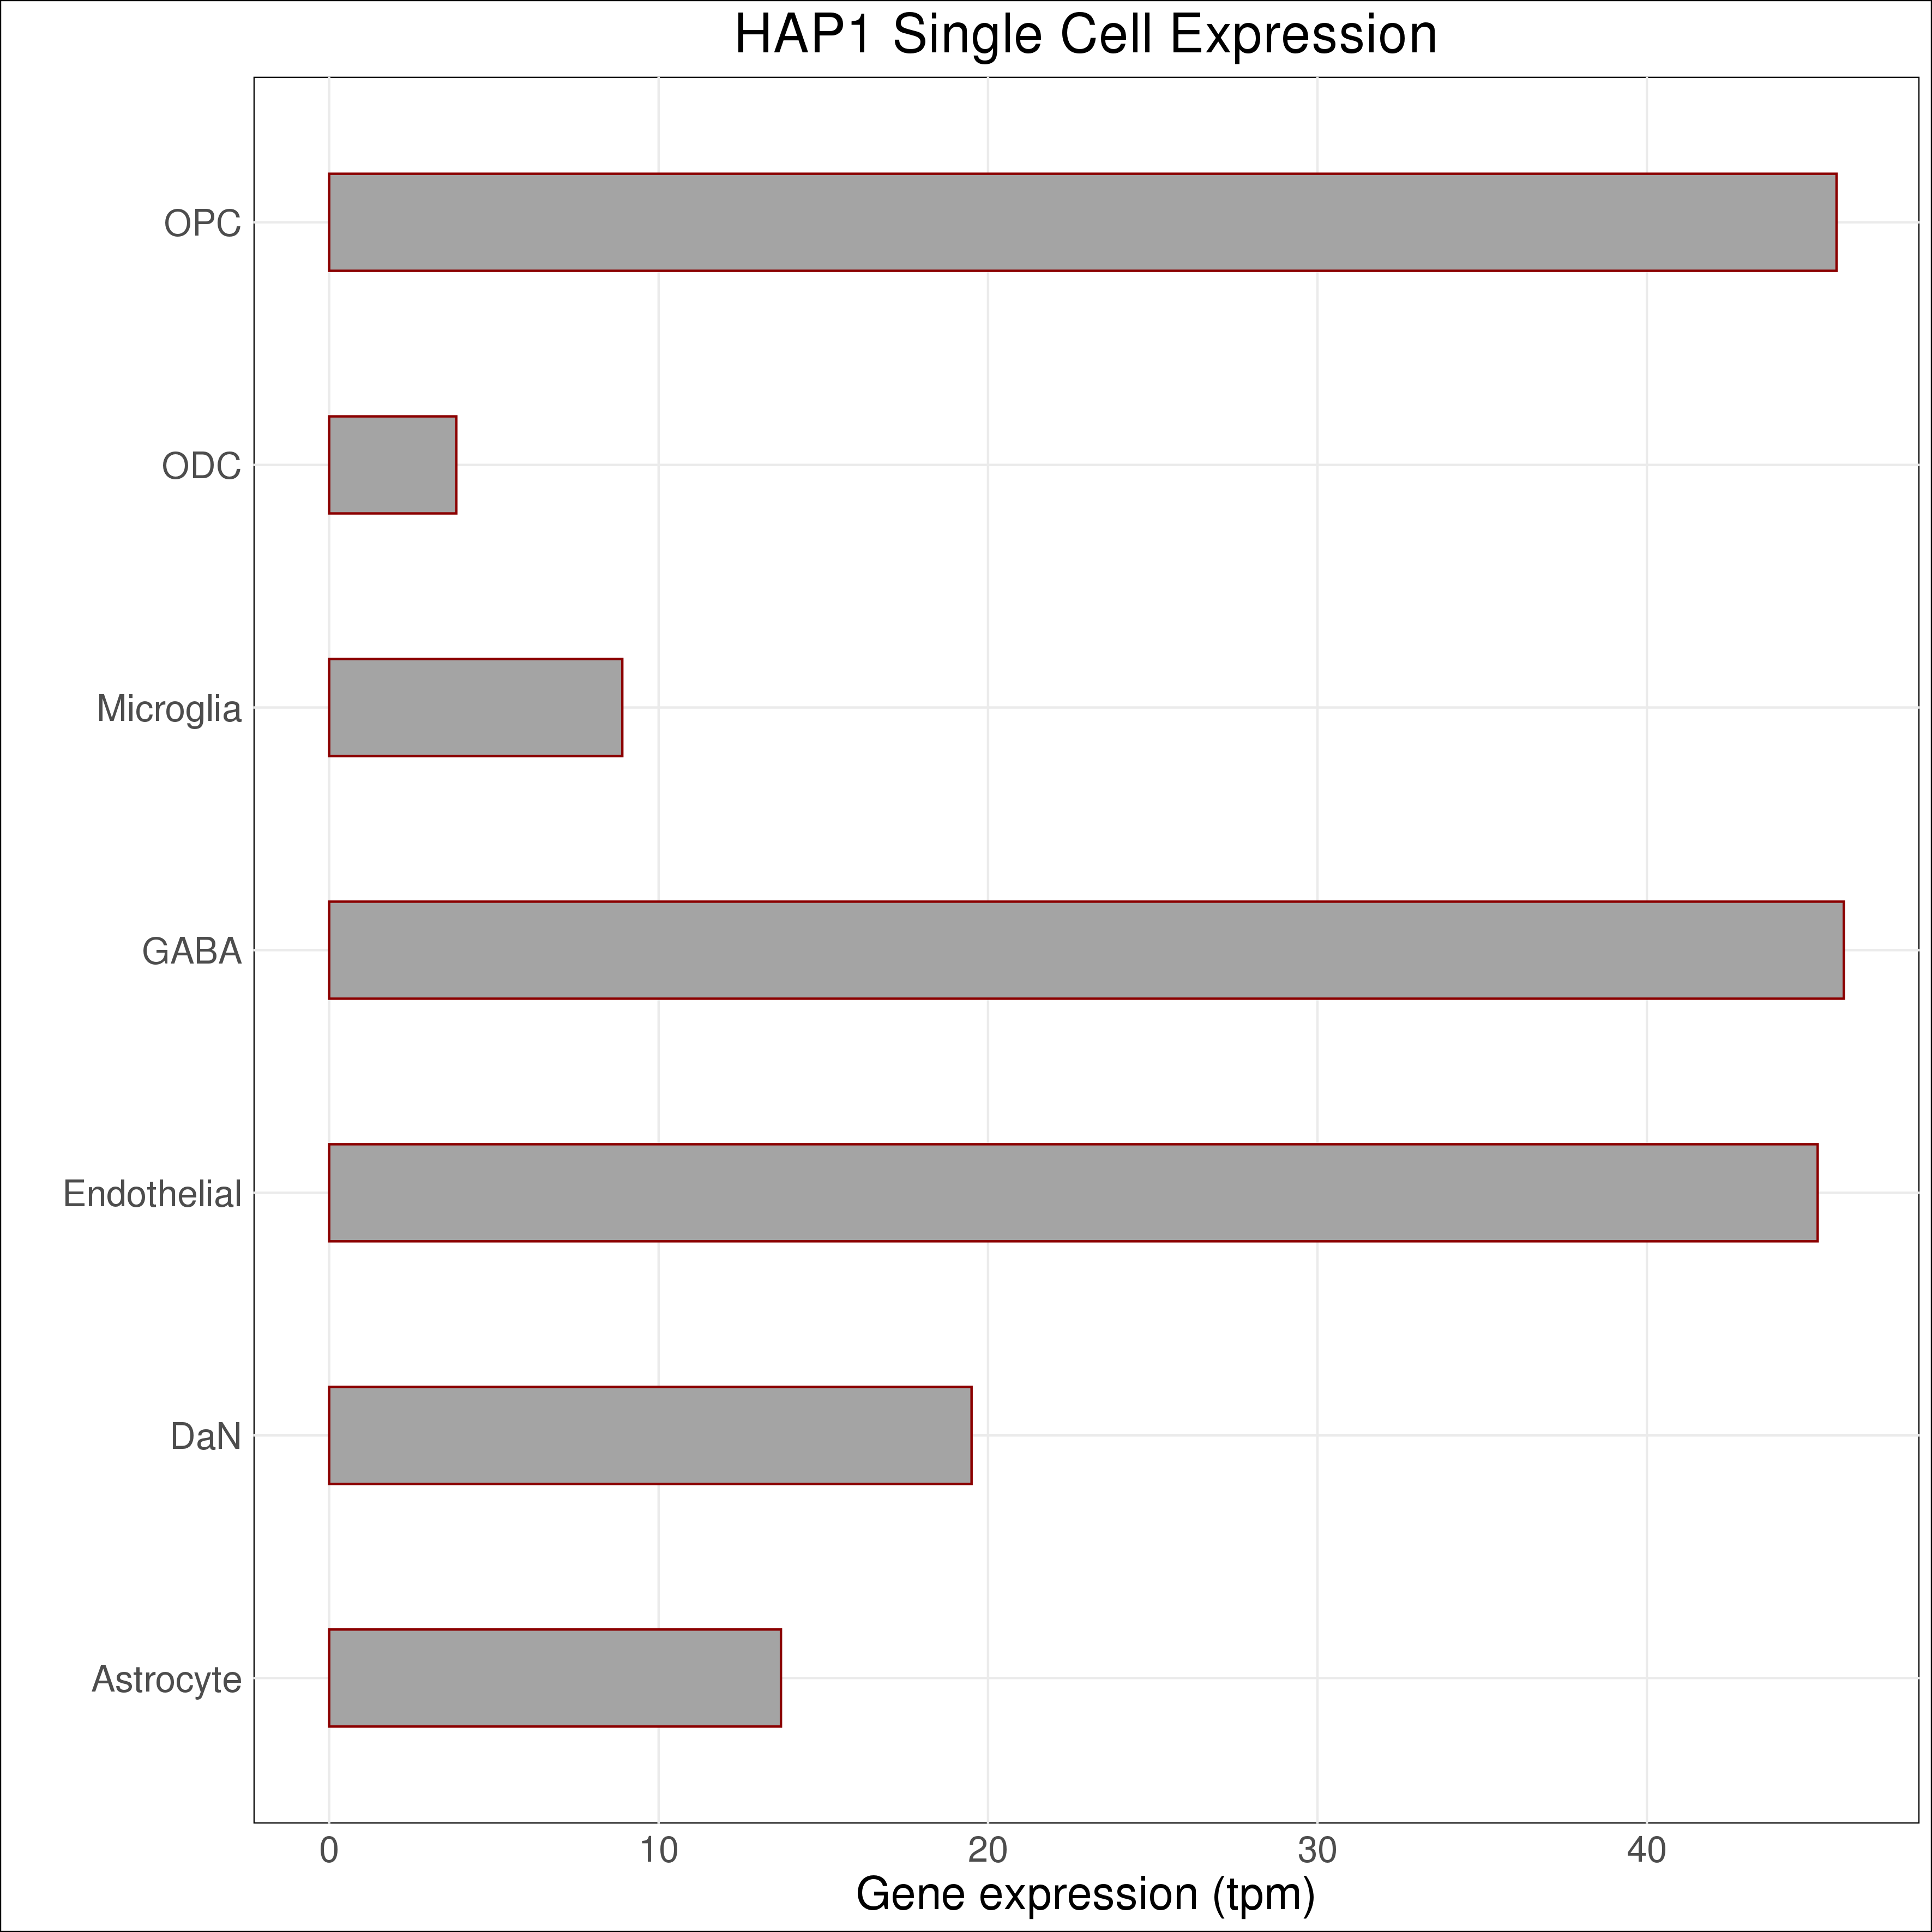 HAP1 Single Cell Expression
OPC
ODC
Microglia
GABA
Endothelial
DaN
Astrocyte
0 10 20 30 40
Gene expression (tpm)